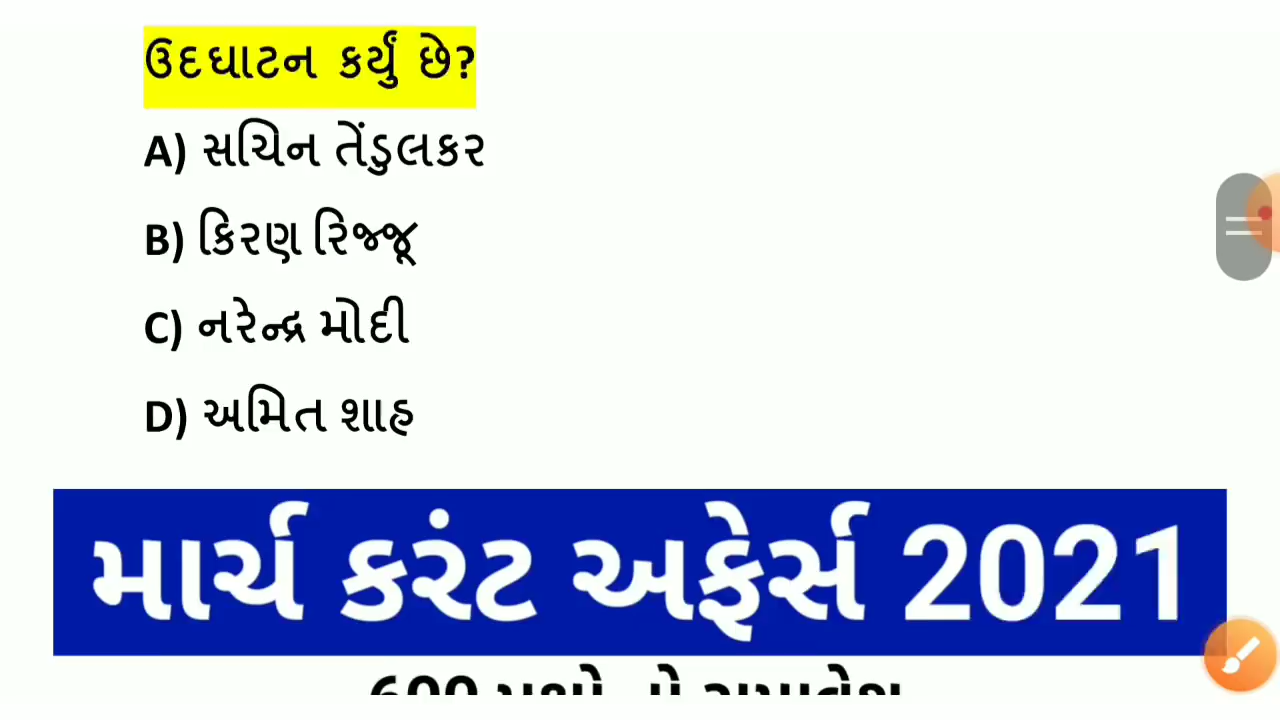 ઉદઘાટન કર્યું છે?
A) સચિન તેંડુલકર
B) કિરણ રિજ્જૂ
C) નરેન્દ્ર મોદી
D) અમિત શાહ
માર્ચ કરંટ અફેર્સ 2021